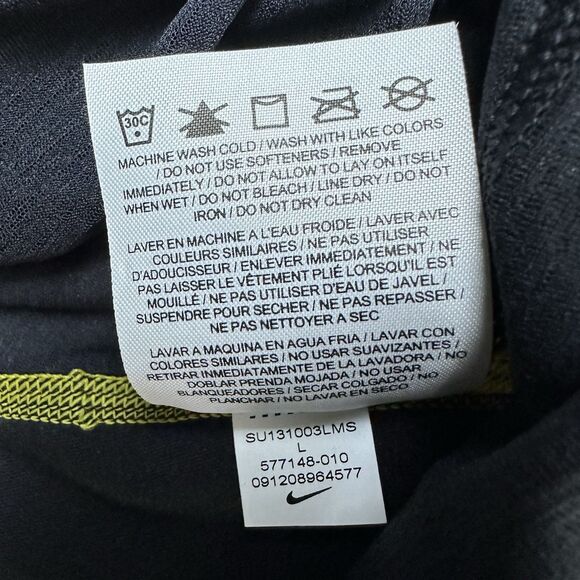 30C
MACHINE WASH COLD / WASH WITH LIKE COLORS
/ DO NOT USE SOFTENERS / REMOVE
IMMEDIATELY / DO NOT ALLOW TO LAY ON ITSELF
WHEN WET / DO NOT BLEACH / LINE DRY / DO NOT
IRON / DO NOT DRY CLEAN
LAVER EN MACHINE A L'EAU FROIDE / LAVER AVEC
COULEURS SIMILAIRES / NE PAS UTILISER
D'ADOUCISSEUR / ENLEVER IMMÉDIATEMENT /
NE PAS LAISSER LE VÊTEMENT PLIÉ LORSQU'IL EST
MOUILLÉ / NE PAS UTILISER D'EAU DE JAVEL /
SUSPENDRE POUR SECHER / NE PAS REPASSER /
NE PAS NETTOYER A SEC
LAVAR A MAQUINA EN AGUA FRIA / LAVAR CON
COLORES SIMILARES / NO USAR SUAVIZANTES /
RETIRAR INMEDIATAMENTE DE LA LAVADORA / NO
DOBLAR PRENDA MOJADA / NO USAR
BLANQUEADORES / SECAR COLGADO / NO
PLANCHAR / NO LAVAR EN SECO
SU131003LMS
L
577148-010
091208964577